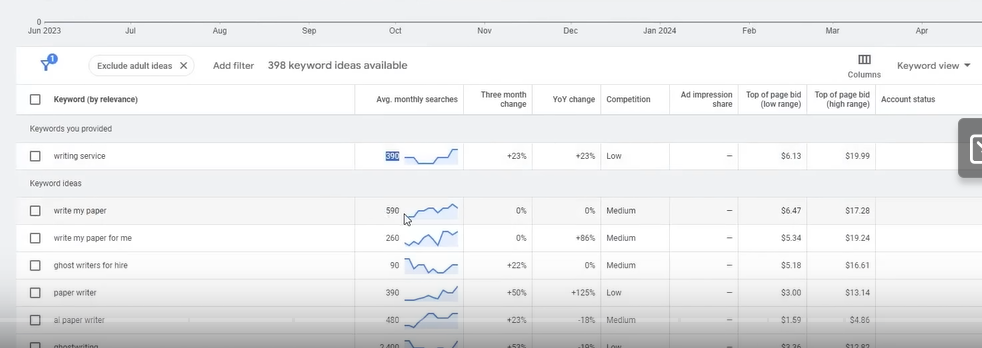 0
Jun 2023 Jul Aug Sep Oct Nov Dec Jan 2024 Feb Mar Apr
1 Exclude adult ideas Add filter 398 keyword ideas available Columns Keyword view
Keyword (by relevance) Avg. monthly searches Three month change YoY change Competition Ad impression share Top of page bid (low range) Top of page bid (high range) Account status
Keywords you provided
writing service 390 +23% +23% Low – $6.13 $19.99
Keyword ideas
write my paper 590 0% 0% Medium – $6.47 $17.28
write my paper for me 260 0% +86% Medium – $5.34 $19.24
ghost writers for hire 90 +22% 0% Medium – $5.18 $16.61
paper writer 390 +50% +125% Low – $3.00 $13.14
ai paper writer 480 +23% -18% Medium – $1.59 $4.86
ghostwriting 2,400 +53% -19% Low